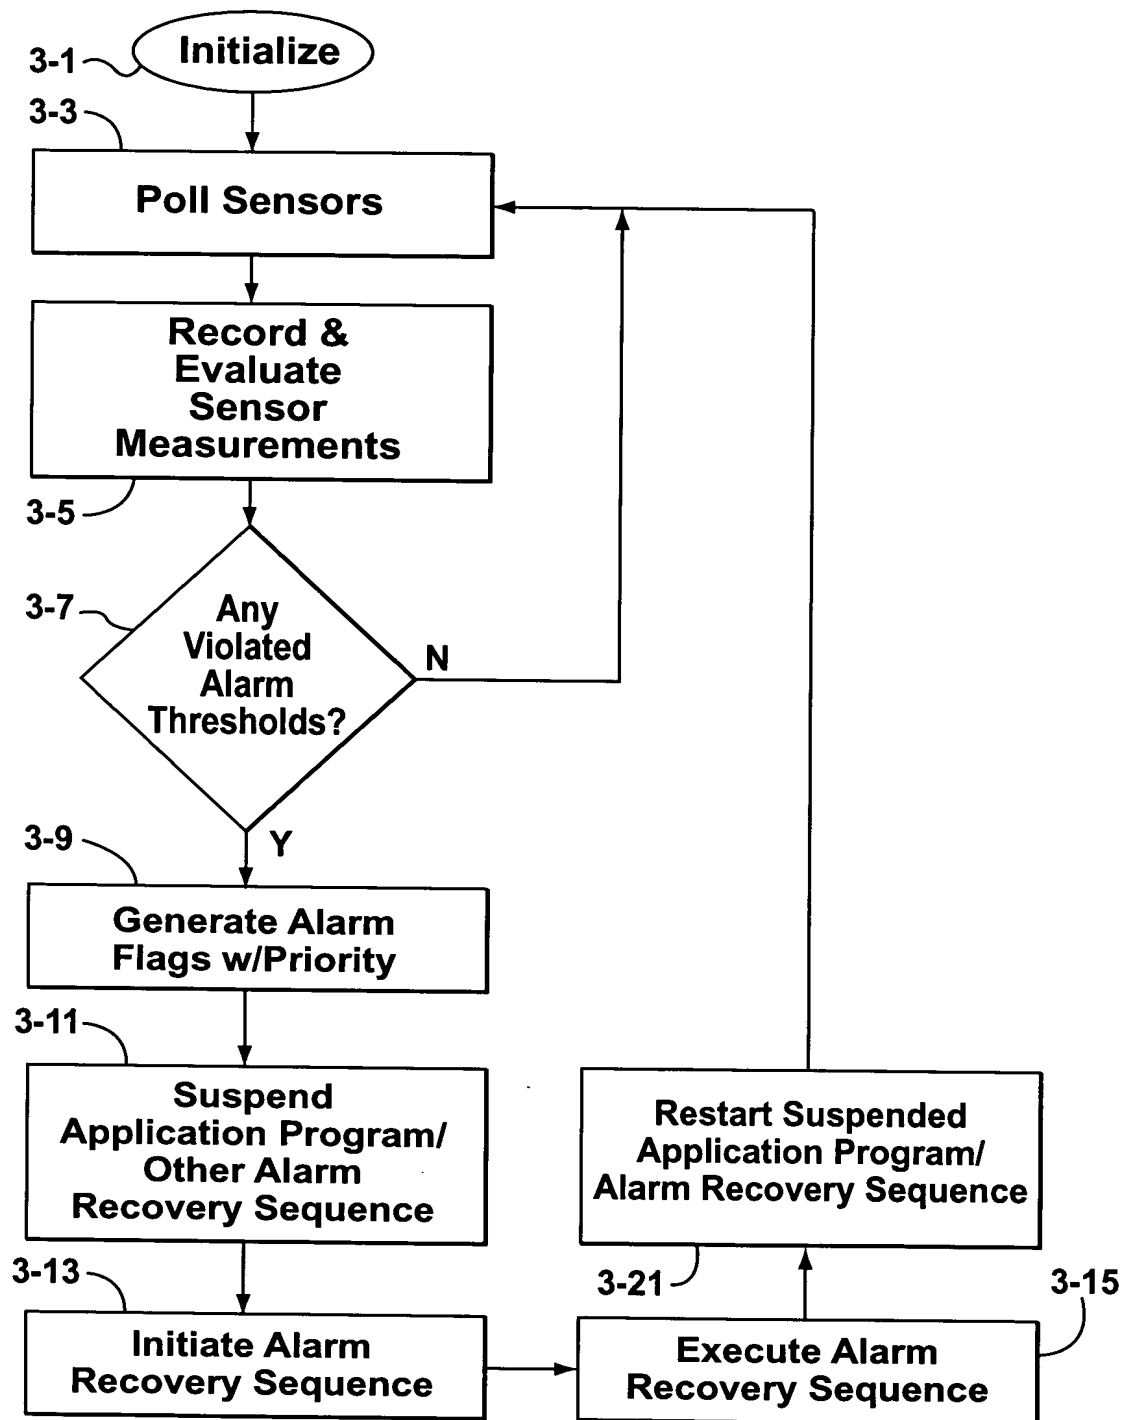 Initialize
3-1
3-3
Poll Sensors
Record &
Evaluate
Sensor
Measurements
3-5
3-7
Any
Violated
Alarm
Thresholds?
N
Y
3-9
Generate Alarm
Flags w/Priority
3-11
Suspend
Application Program/
Other Alarm
Recovery Sequence
3-13
Initiate Alarm
Recovery Sequence
Restart Suspended
Application Program/
Alarm Recovery Sequence
3-21
3-15
Execute Alarm
Recovery Sequence